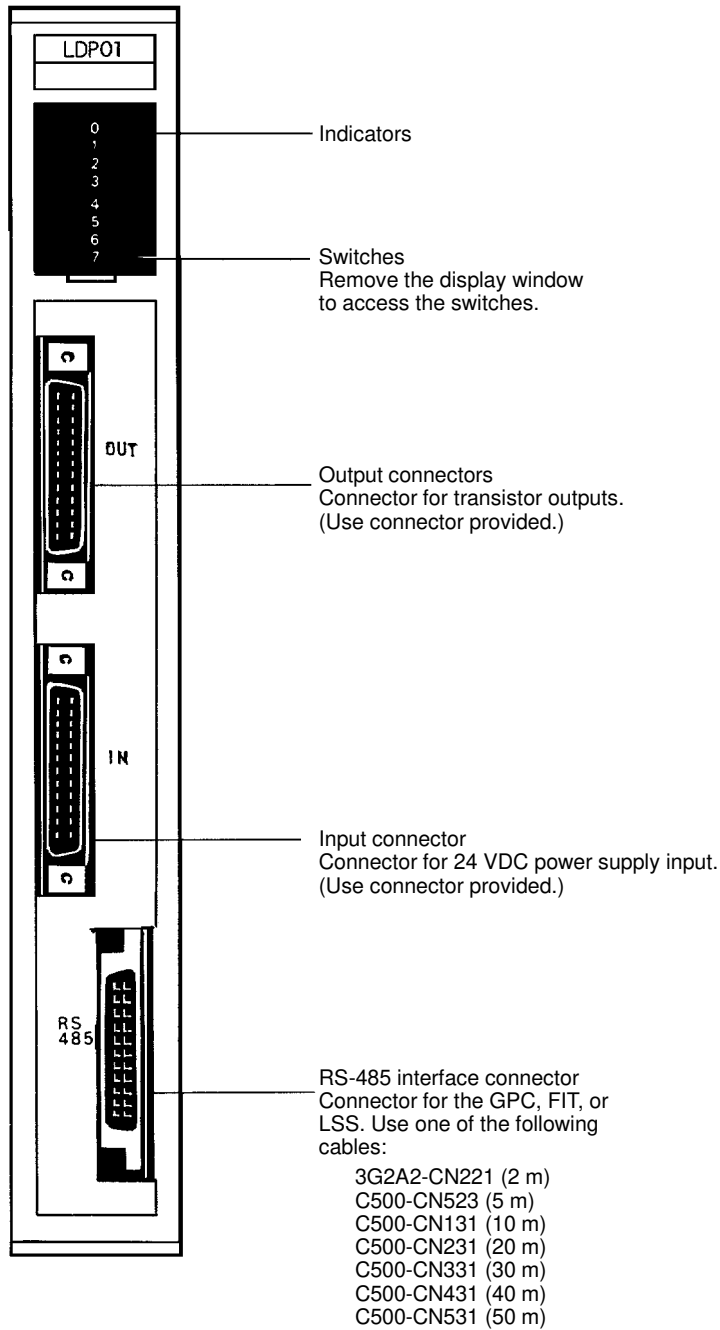 LDP01
0
1
2
3
4
5
6
7
Indicators
Switches
Remove the display window
to access the switches.
C
OUT
C
Output connectors
Connector for transistor outputs.
(Use connector provided.)
C
IN
C
Input connector
Connector for 24 VDC power supply input.
(Use connector provided.)
RS
485
RS-485 interface connector
Connector for the GPC, FIT, or
LSS. Use one of the following
cables:
3G2A2-CN221 (2 m)
C500-CN523 (5 m)
C500-CN131 (10 m)
C500-CN231 (20 m)
C500-CN331 (30 m)
C500-CN431 (40 m)
C500-CN531 (50 m)